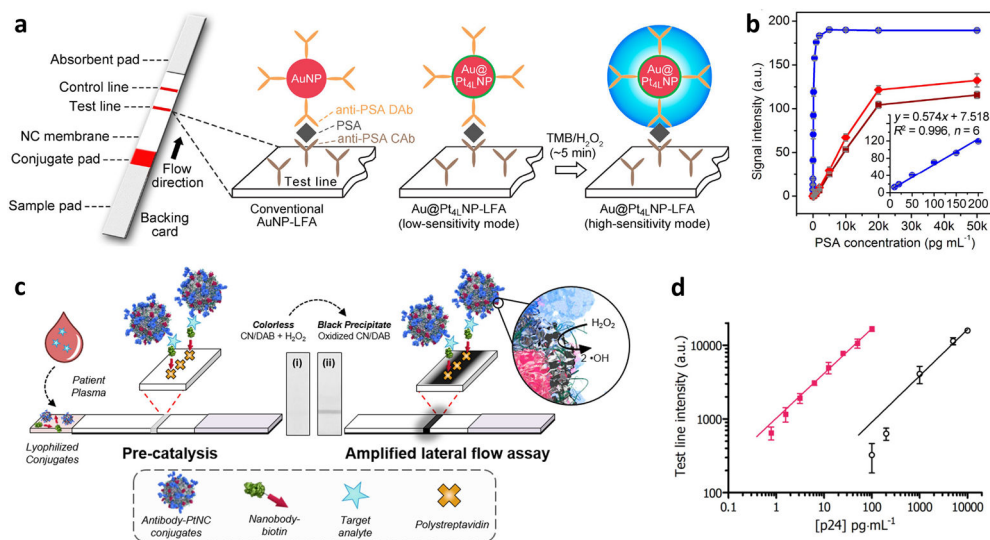 a
Absorbent pad
Control line
Test line
NC membrane
Conjugate pad
Flow
direction
Sample pad
Backing
card
AuNP
anti-PSA DAb
PSA
anti-PSA CAb
Test line
Conventional
AuNP-LFA
Au@
Pt4LNP
Au@Pt4LNP-LFA
(low-sensitivity mode)
TMB/H2O2
(~5 min)
Au@
Pt4LNP
Au@Pt4LNP-LFA
(high-sensitivity mode)
b
Signal intensity (a.u.)
200
150
100
50
0
0
10k
20k
30k
40k
50k
PSA concentration (pg mL⁻¹)
y = 0.574x + 7.518
R² = 0.996, n = 6
160
120
80
40
0
0
50
100
150
200
c
Patient
Plasma
Lyophilized
Conjugates
Pre-catalysis
Colorless
CN/DAB + H2O2
Black Precipitate
Oxidized CN/DAB
(i)
(ii)
H2O2
2 •OH
Amplified lateral flow assay
Antibody-PtNC
conjugates
Nanobody-
biotin
Target
analyte
Polystreptavidin
d
Test line intensity (a.u.)
10000
1000
100
0.1
1
10
100
1000
10000
[p24] pg·mL⁻¹